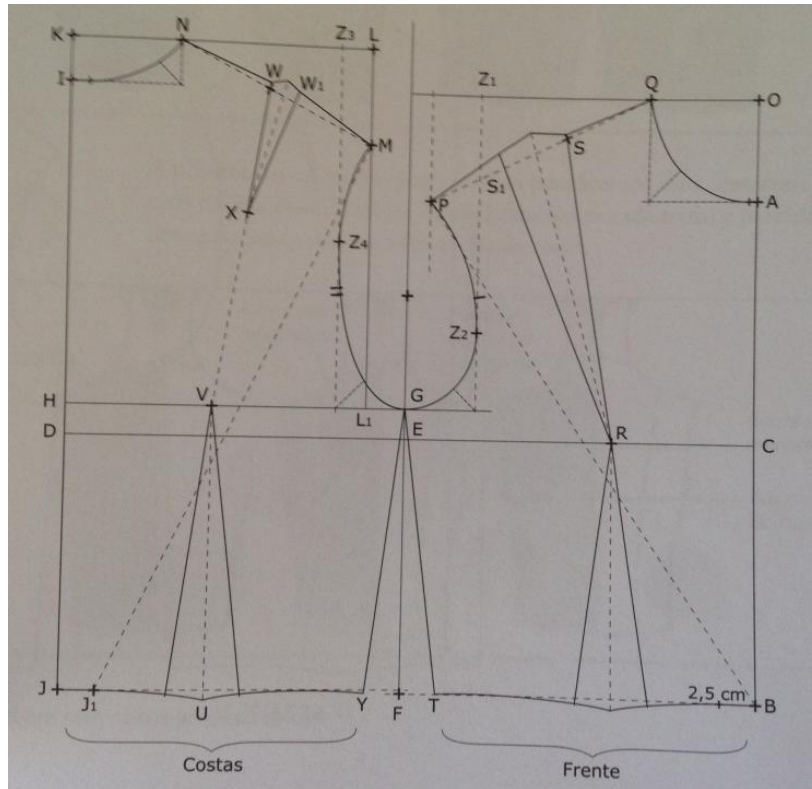 K N Z3 L
I W W1
M
X
Z4
Z1 Q O
S
S1
P A
Z2
H V G
L1
D E R C
J J1 U Y F T 2,5 cm B
Costas Frente